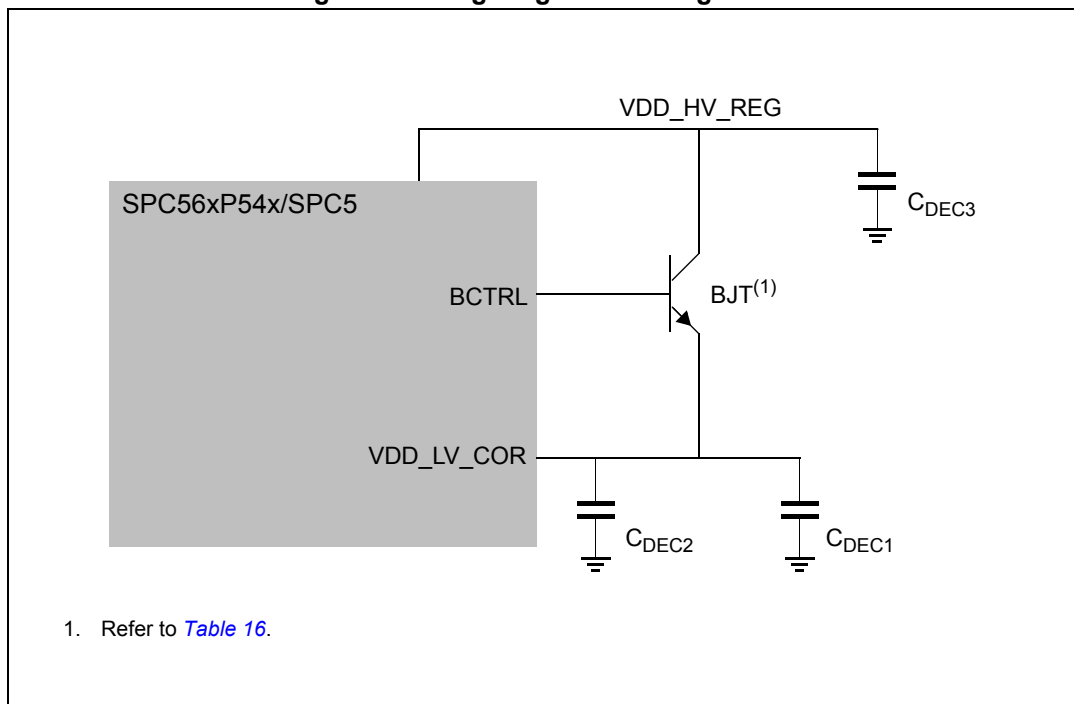 VDD_HV_REG
SPC56xP54x/SPC5
CDEC3
BCTRL
BJT(1)
VDD_LV_COR
CDEC2
CDEC1
1. Refer to Table 16.